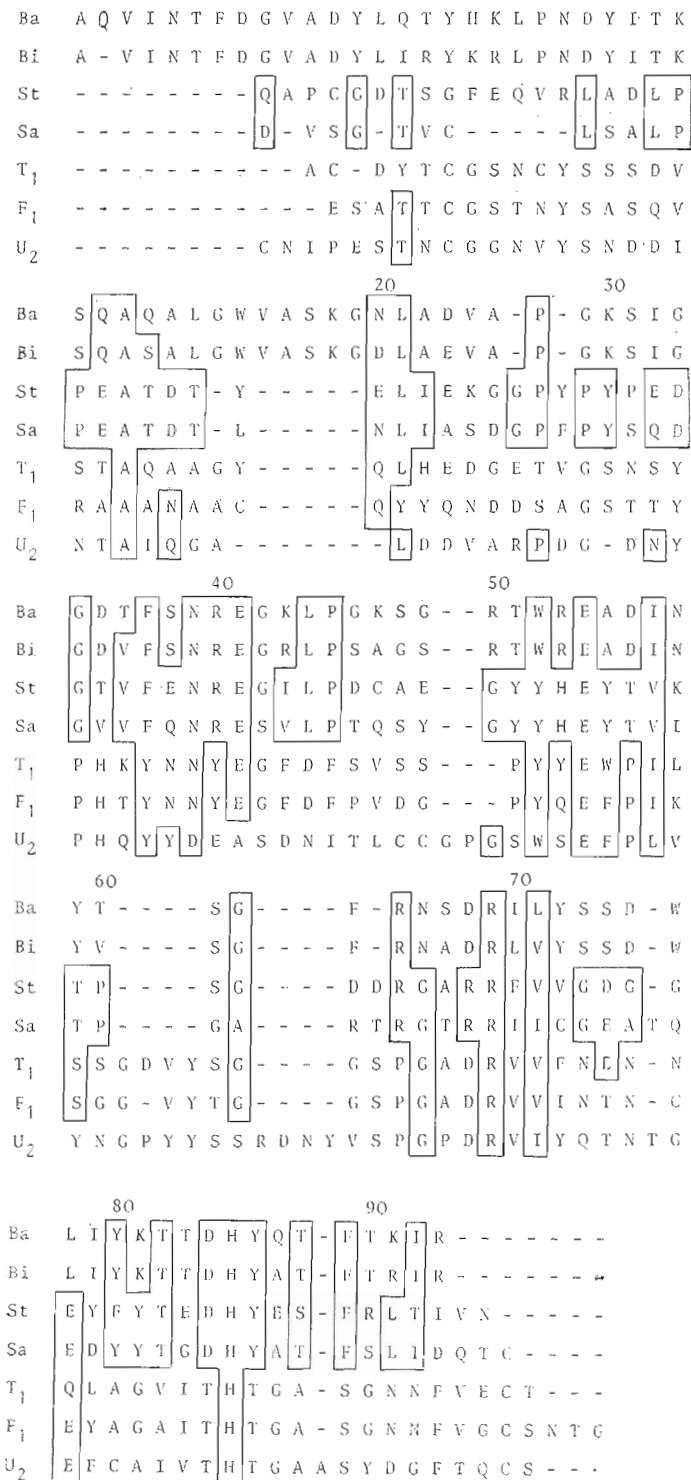 Ba A Q V I N T F D G V A D Y L Q T Y H K L P N D Y I T K
Bi A - V I N T F D G V A D Y L I R Y K R L P N D Y I T K
St - - - - - - - - Q A P C G D T S G F E Q V R L A D L P
Sa - - - - - - - - D - V S G - T V C - - - - L S A L P
T1 - - - - - - - - - - A C - D Y T C G S N C Y S S S D V
F1 - - - - - - - - - - - E S A T T C G S T N Y S A S Q V
U2 - - - - - - - - C N I P E S T N C G G N V Y S N D D I
20 30
Ba S Q A Q A L G W V A S K G N L A D V A - P - G K S I G
Bi S Q A S A L G W V A S K G D L A E V A - P - G K S I G
St P E A T D T - Y - - - - - E L I E K G G P Y P Y P E D
Sa P E A T D T - L - - - - - N L I A S D G P F P Y S Q D
T1 S T A Q A A G Y - - - - - Q L H E D G E T V G S N S Y
F1 R A A A N A A C - - - - - Q Y Y Q N D D S A G S T T Y
U2 N T A I Q G A - - - - - - - L D D V A R P D G - D N Y
40 50
Ba G D T F S N R E G K L P G K S G - - R T W R E A D I N
Bi G D V F S N R E G R L P S A G S - - R T W R E A D I N
St G T V F E N R E G I L P D C A E - - G Y Y H E Y T V K
Sa G V V F Q N R E S V L P T Q S Y - - G Y Y H E Y T V I
T1 P H K Y N N Y E G F D F S V S S - - P Y Y E W P I L
F1 P H T Y N N Y E G F D F P V D G - - P Y Q E F P I K
U2 P H Q Y Y D E A S D N I T L C C G P G S W S E F P L V
60 70
Ba Y T - - - - S G - - - - F - R N S D R I L Y S S D - W
Bi Y V - - - - S G - - - - F - R N A D R L V Y S S D - W
St T P - - - - S G - - - - D D R G A R R F V V G D G - G
Sa T P - - - - G A - - - - R T R G T R R I I C G E A T Q
T1 S S G D V Y S G - - - - G S P G A D R V V F N L N - N
F1 S G G - V Y T G - - - - G S P G A D R V V I N T N - C
U2 Y N G P Y Y S S R D N Y V S P G P D R V I Y Q T N T G
80 90
Ba L I Y K T T D H Y Q T - F T K I R - - - - - - -
Bi L I Y K T T D H Y A T - F T R I R - - - - - - -
St E Y F Y T E D H Y E S - F R L T I V N - - - - -
Sa E D Y Y T G D H Y A T - F S L I D Q T C - - - -
T1 Q L A G V I T H T G A - S G N N F V E C T - - -
F1 E Y A G A I T H T G A - S G N N F V G C S N T G
U2 E F C A I V T H T G A A S Y D G F T Q C S - - -